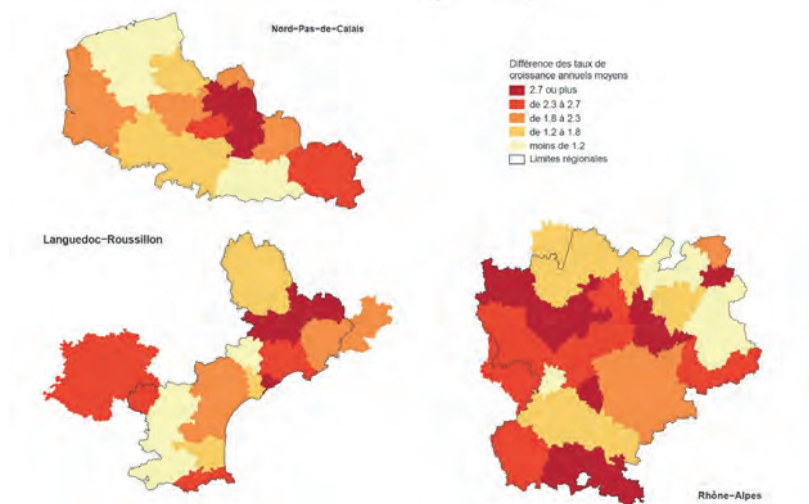 Nord-Pas-de-Calais
Différence des taux de
croissance annuels moyens
2.7 ou plus
de 2.3 à 2.7
de 1.8 à 2.3
de 1.2 à 1.8
moins de 1.2
Limites régionales
Languedoc-Roussillon
Rhône-Alpes